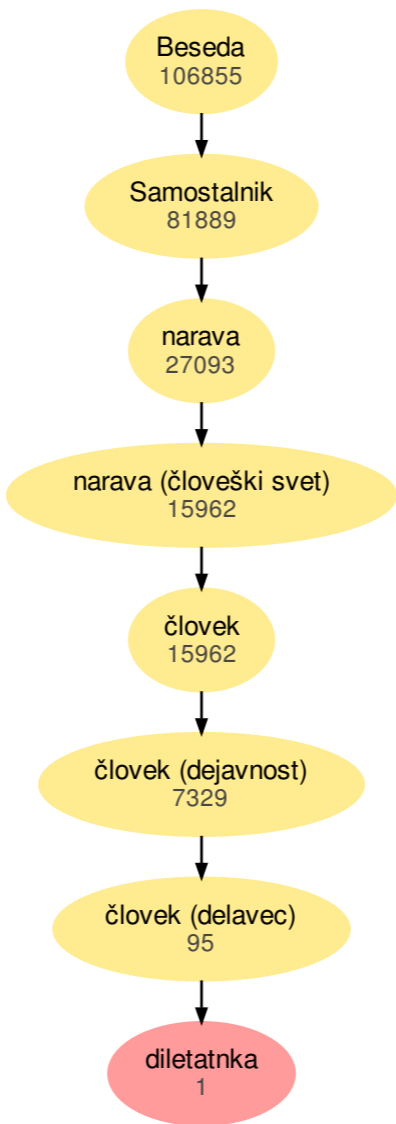 Beseda
106855
Samostalnik
81889
narava
27093
narava (človeški svet)
15962
človek
15962
človek (dejavnost)
7329
človek (delavec)
95
diletatnka
1